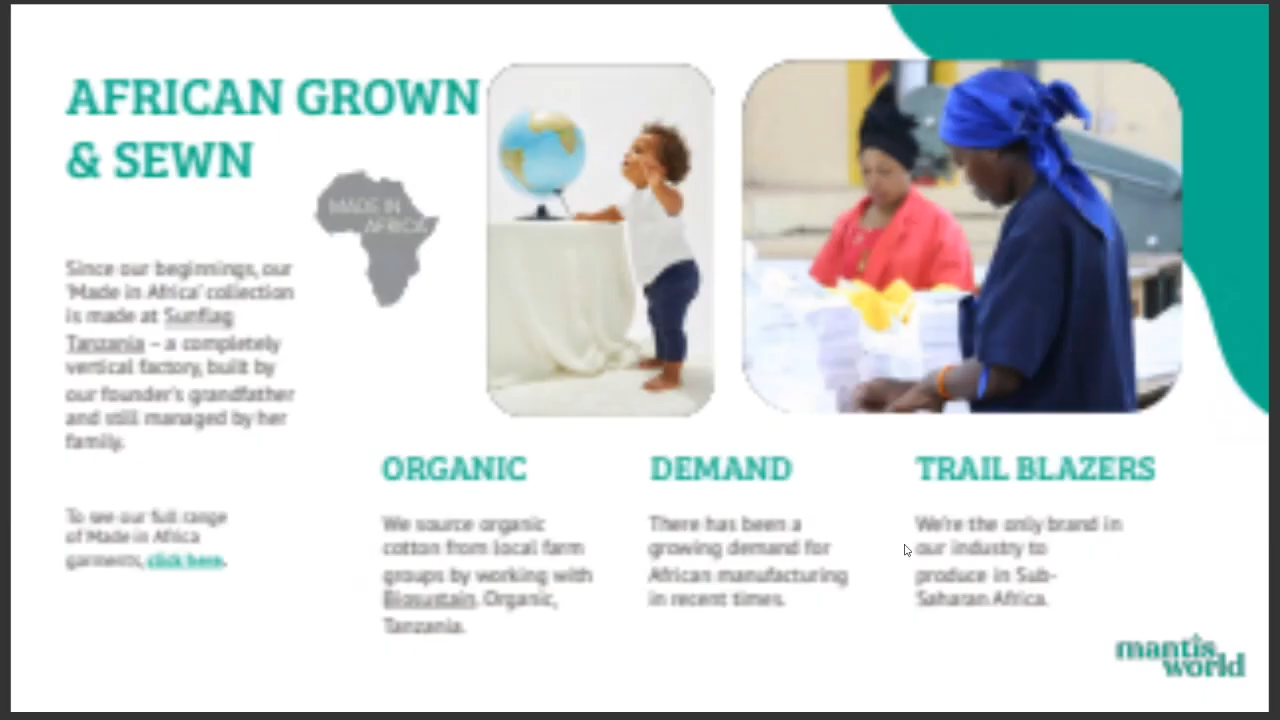 AFRICAN GROWN
& SEWN
MADE IN
AFRICA
Since our beginnings, our
'Made in Africa' collection
is made at Sunflag
Tanzania – a completely
vertical factory, built by
our founder's grandfather
and still managed by her
family.
To see our full range
of Made in Africa
garments, click here.
ORGANIC
We source organic
cotton from local farm
groups by working with
Biosustain. Organic,
Tanzania.
DEMAND
There has been a
growing demand for
African manufacturing
in recent times.
TRAIL BLAZERS
We're the only brand in
our industry to
produce in Sub-
Saharan Africa.
mantis
world